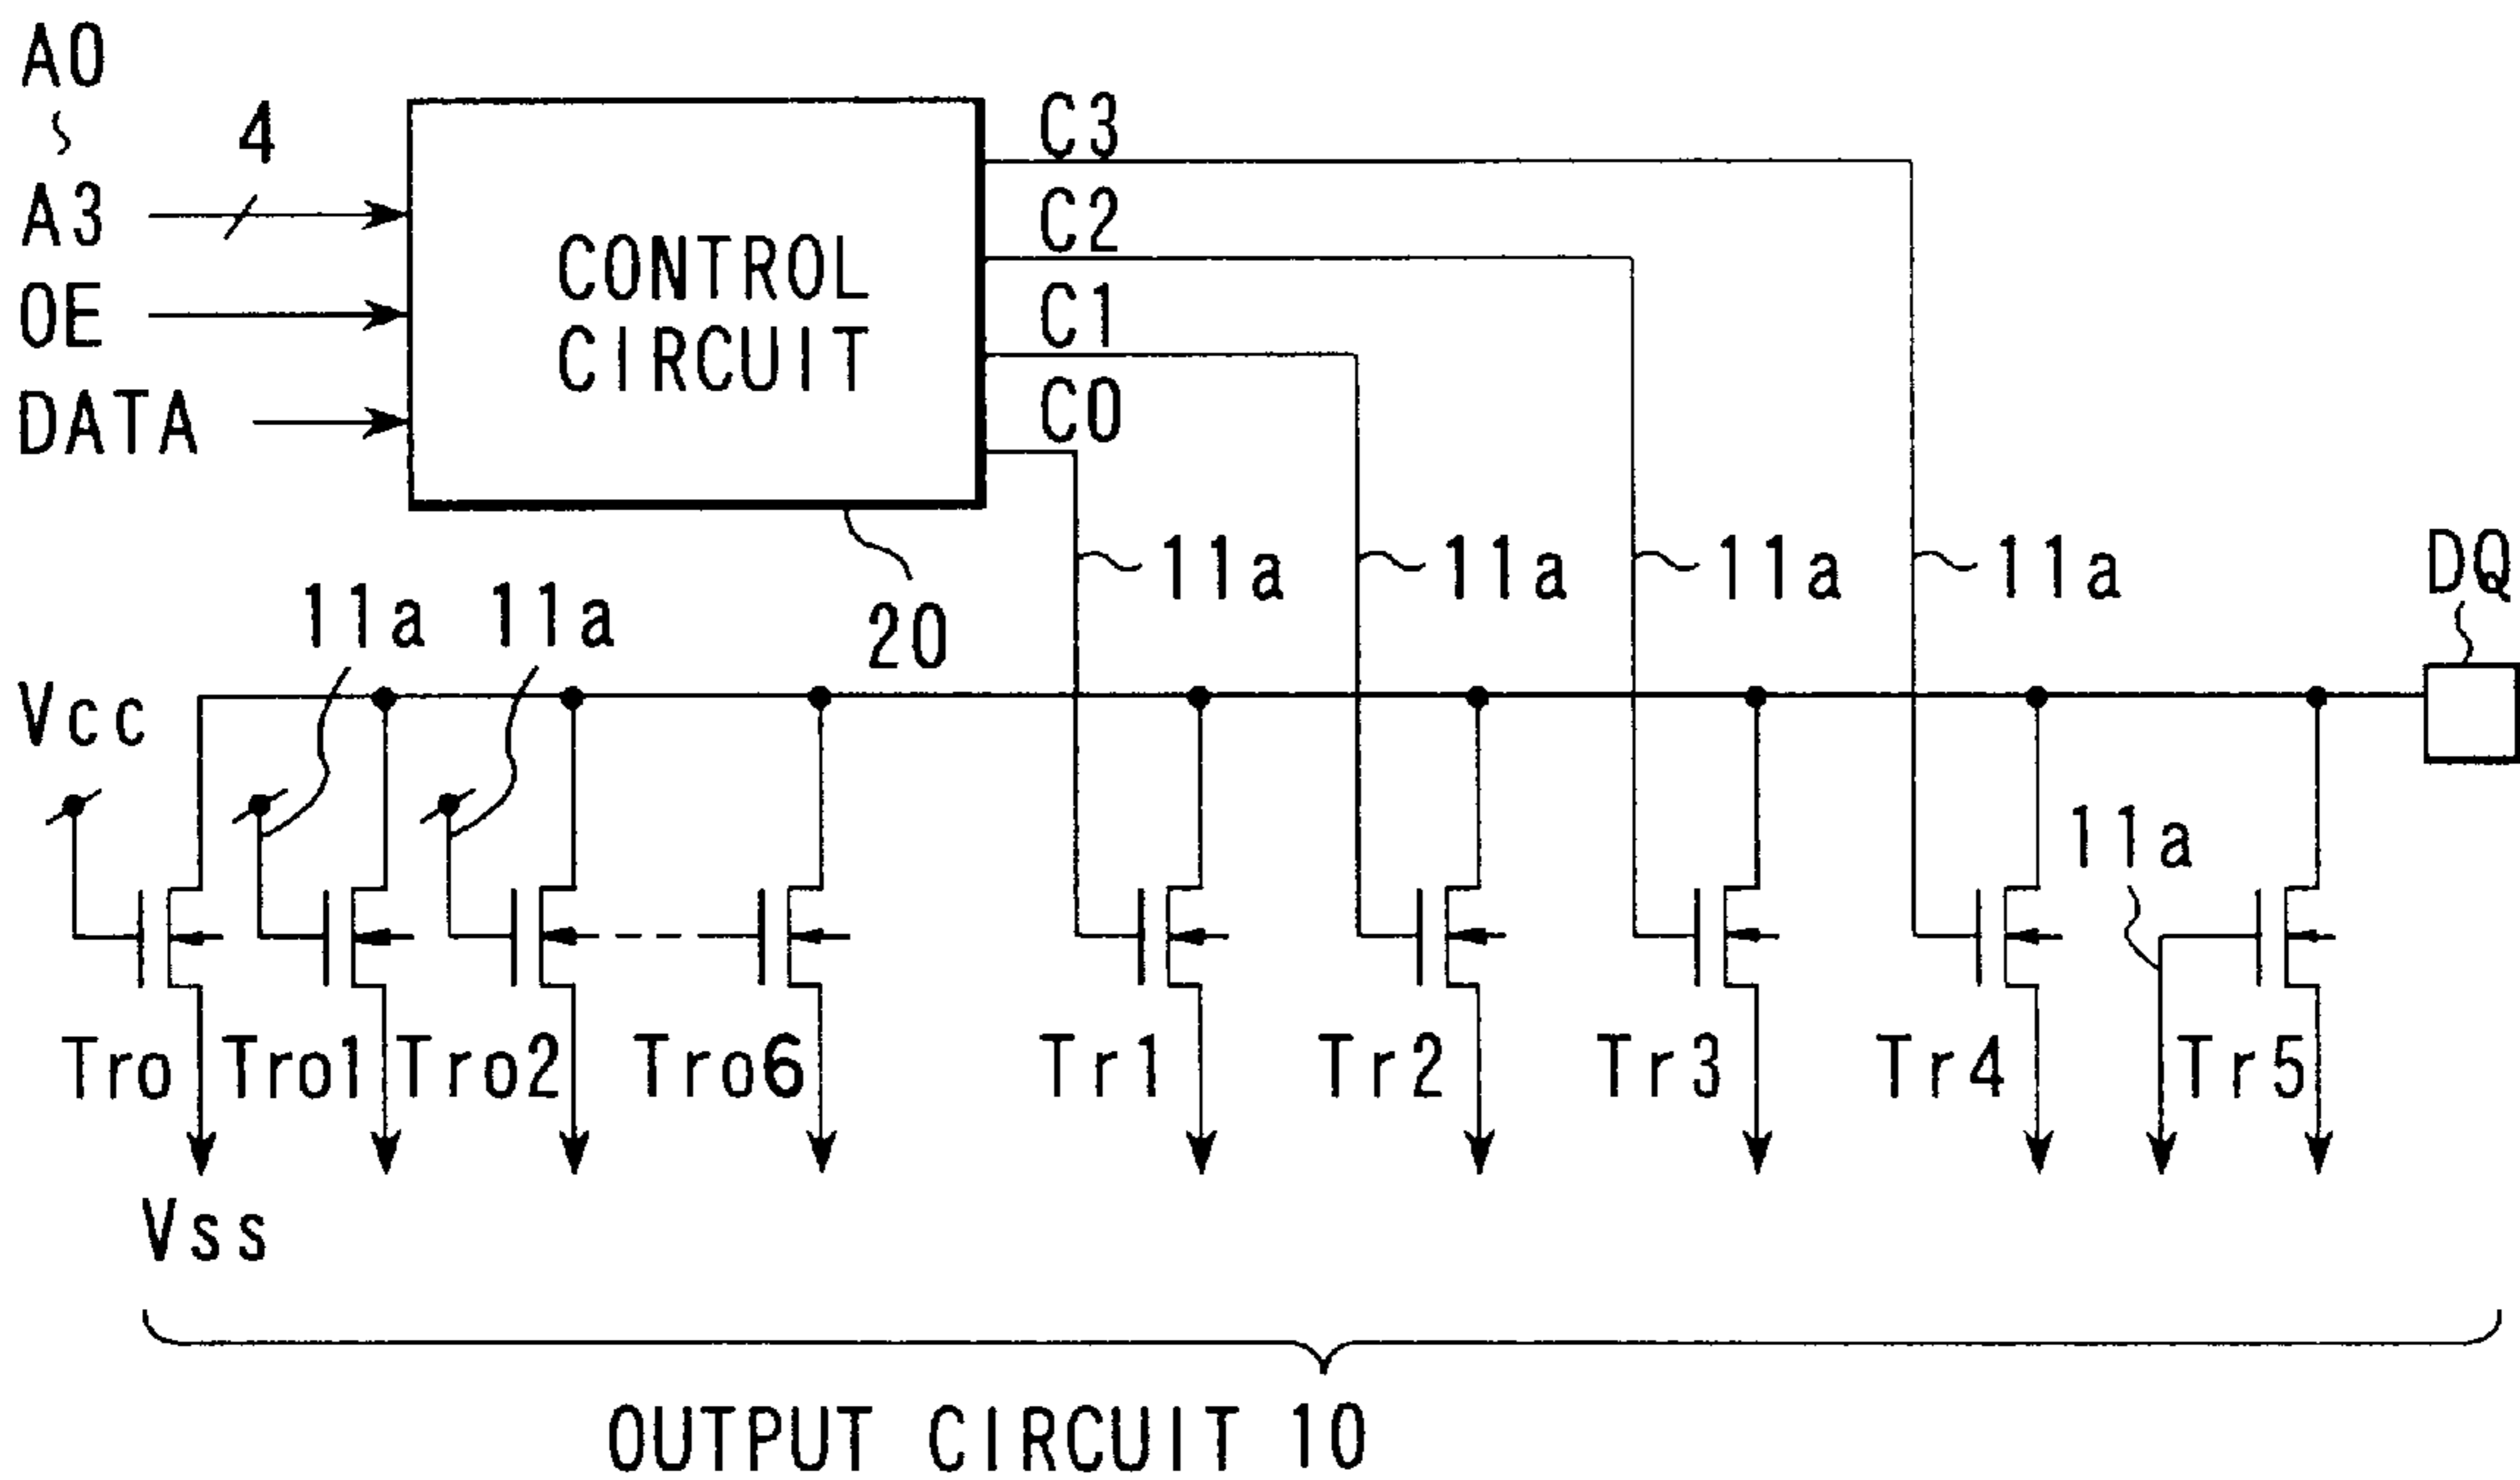 A0
~
A3
4
OE
DATA
CONTROL
CIRCUIT
C3
C2
C1
C0
20
11a
11a
11a
11a
11a
11a
DQ
Vcc
11a
Tro
Tro1
Tro2
Tro6
Tr1
Tr2
Tr3
Tr4
Tr5
Vss
OUTPUT CIRCUIT 10